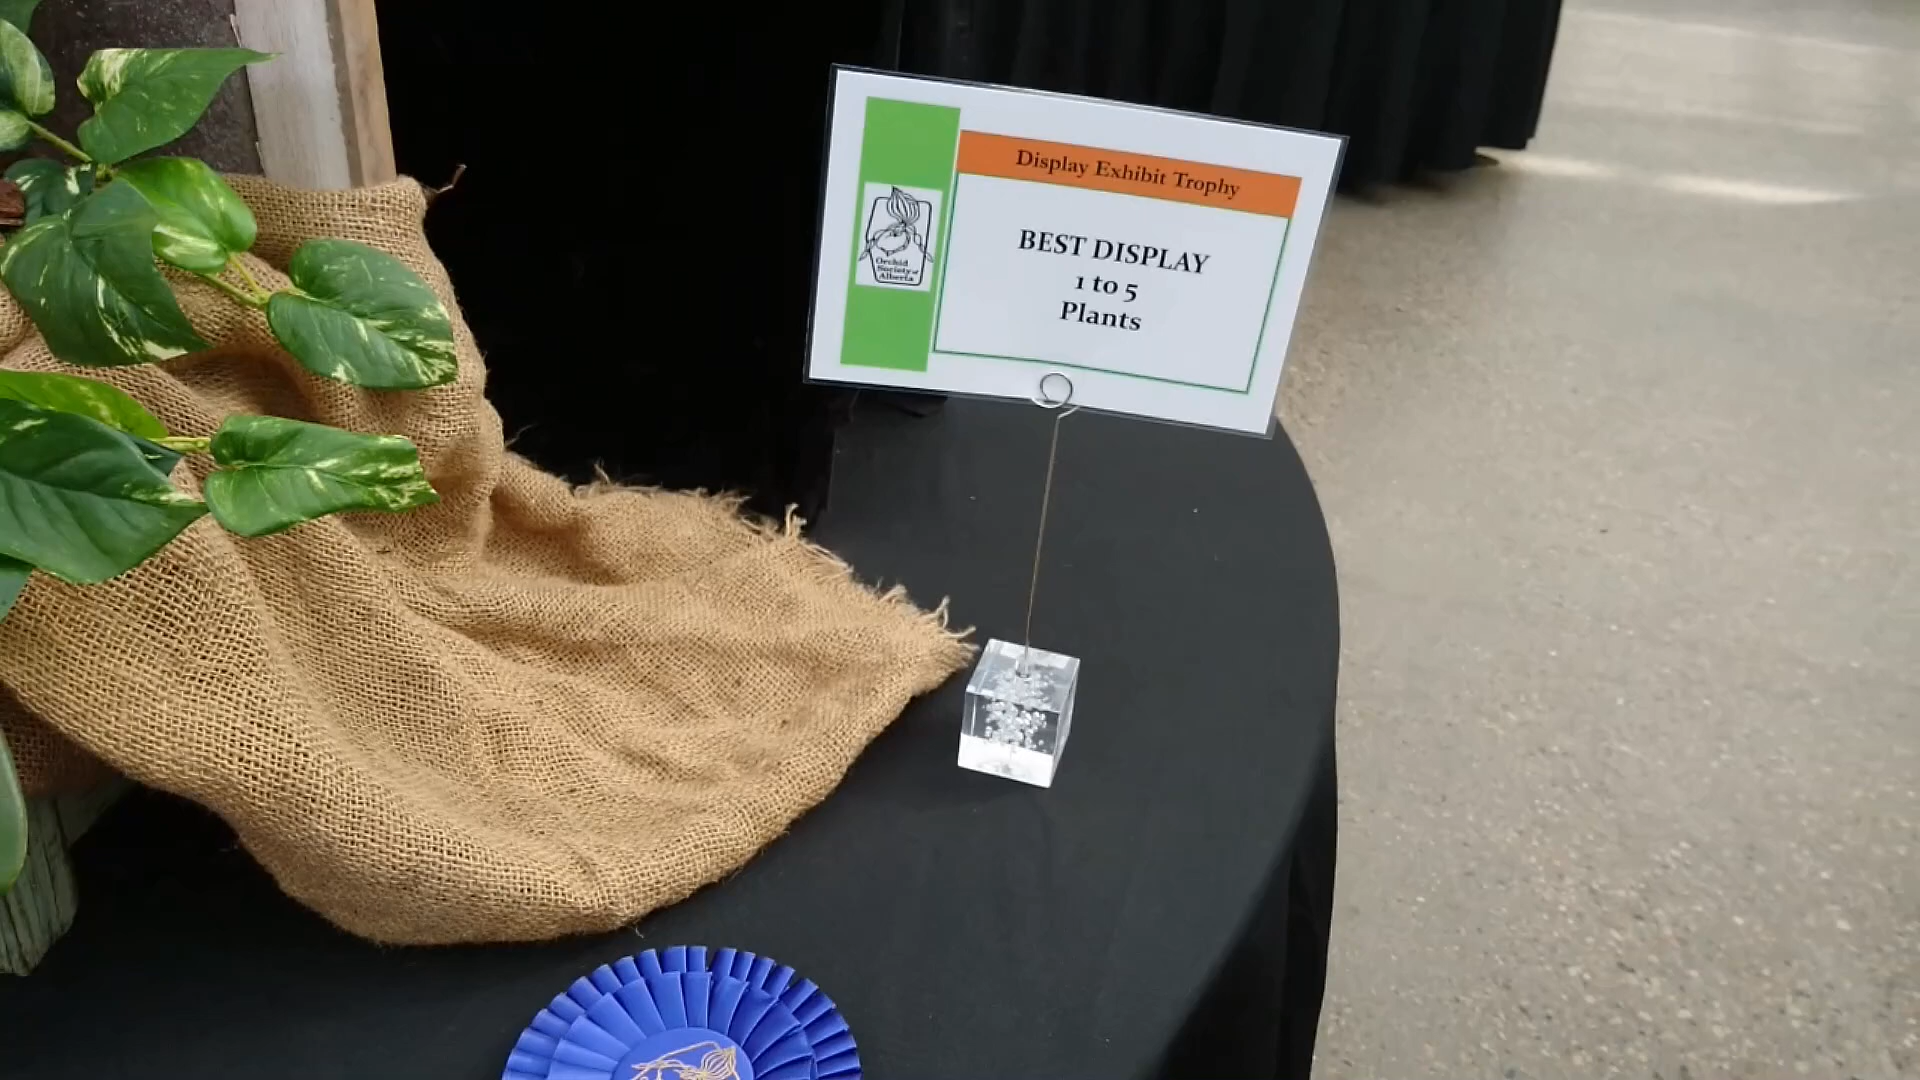 Display Exhibit Trophy
BEST DISPLAY
1 to 5
Plants
Orchid
Society of
Alberta